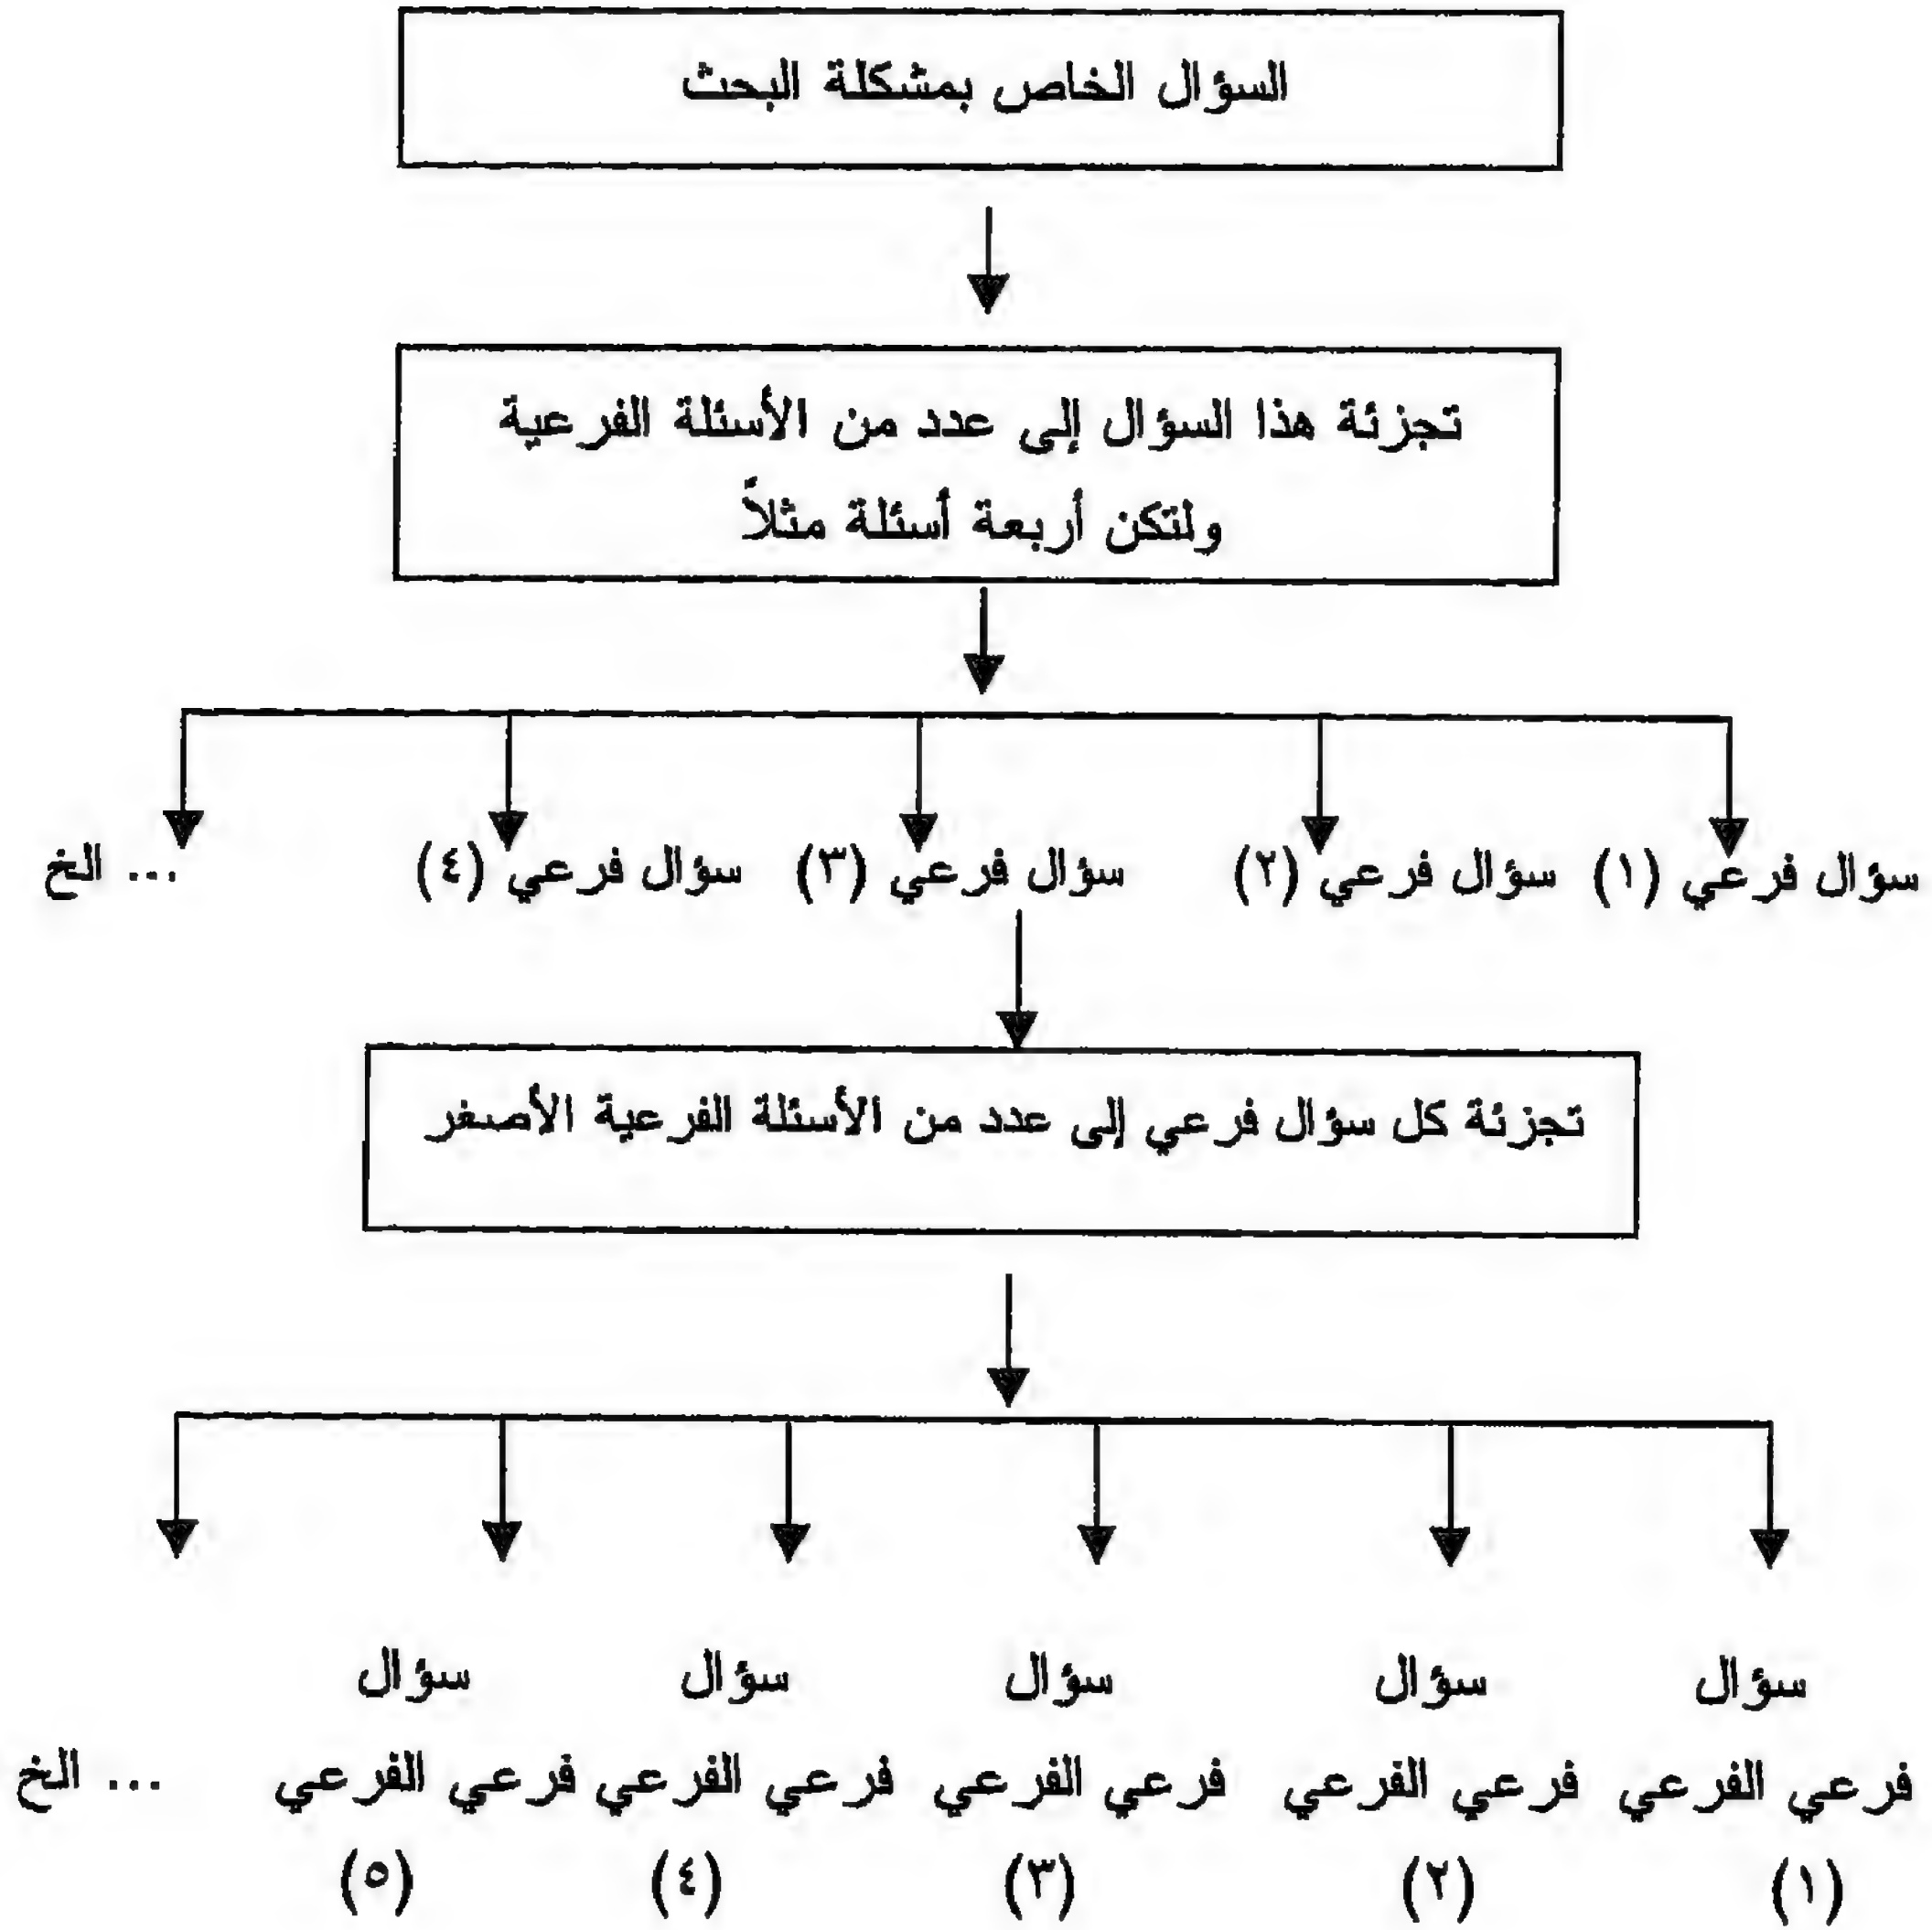 السؤال الخاص بمشكلة البحث
تجزئة هذا السؤال إلى عدد من الأسئلة الفرعية
ولتكن أربعة أسئلة مثلاً
سؤال فرعي (١) سؤال فرعي (٢) سؤال فرعي (٣) سؤال فرعي (٤) ... الخ
تجزئة كل سؤال فرعي إلى عدد من الأسئلة الفرعية الأصغر
سؤال سؤال سؤال سؤال سؤال
فرعي الفرعي فرعي الفرعي فرعي الفرعي فرعي الفرعي فرعي الفرعي ... الخ
(١) (٢) (٣) (٤) (٥)